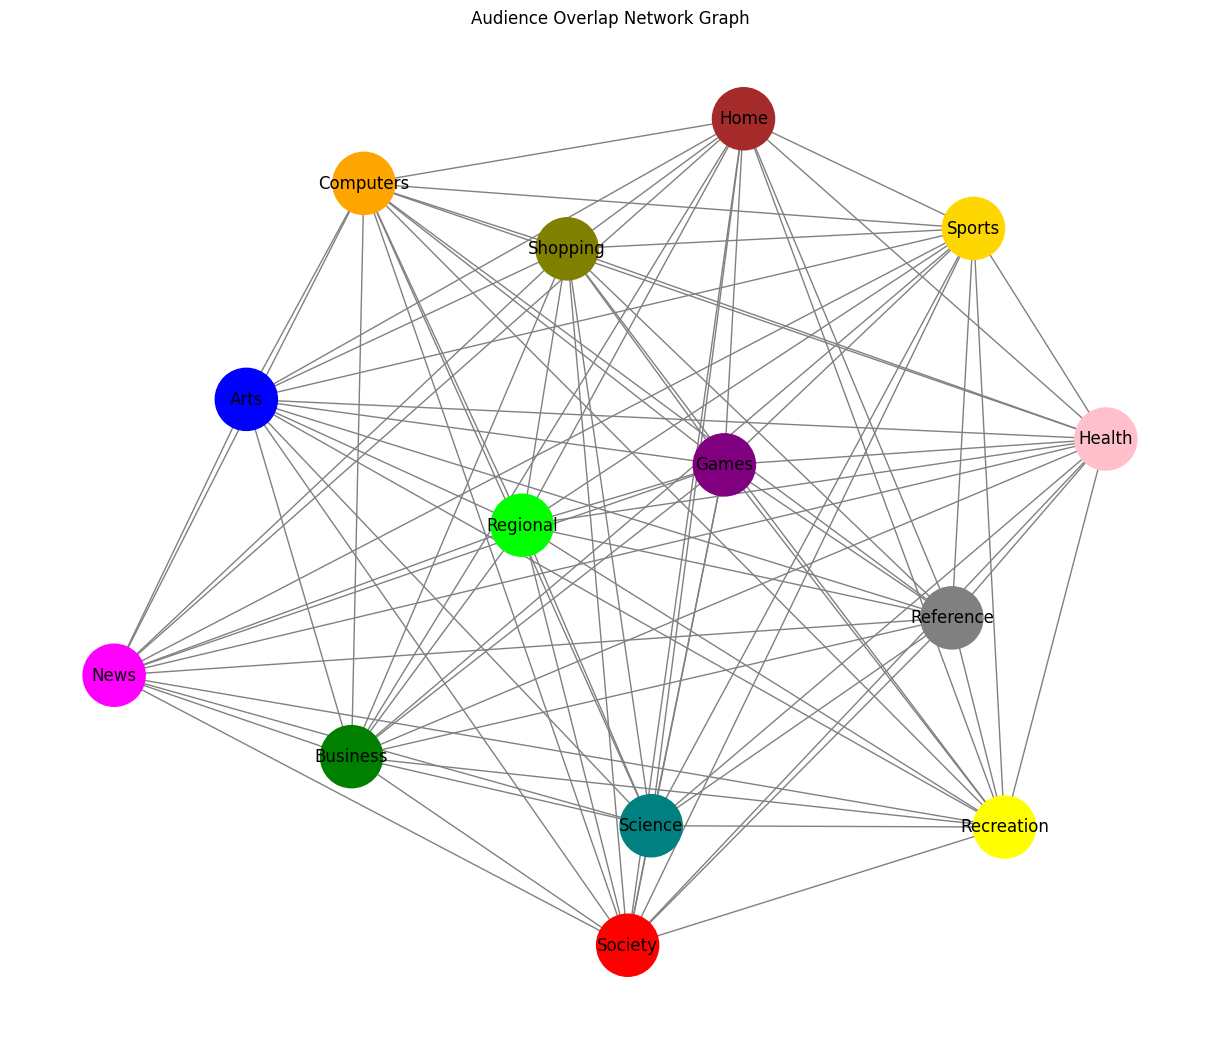 Audience Overlap Network Graph
Home
Computers
Sports
Shopping
Arts
Health
Games
Regional
Reference
News
Business
Science
Recreation
Society